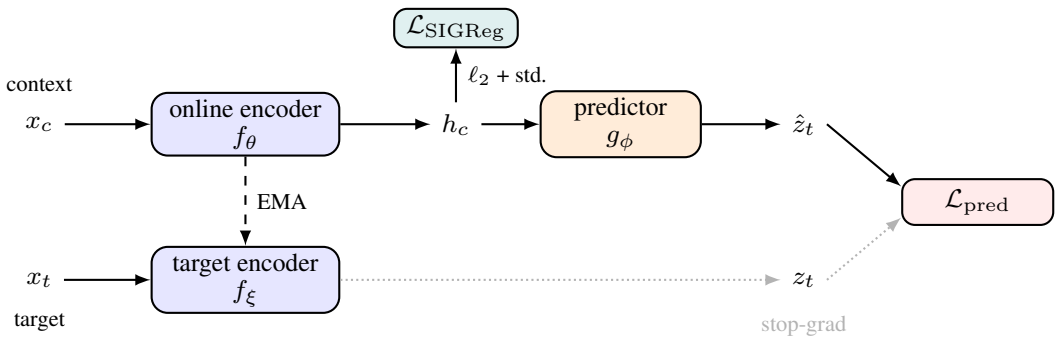 ℒ_SIGReg
ℓ₂ + std.
context
x_c
online encoder
f_θ
h_c
predictor
g_ϕ
ẑ_t
EMA
ℒ_pred
x_t
target encoder
f_ξ
z_t
target
stop-grad